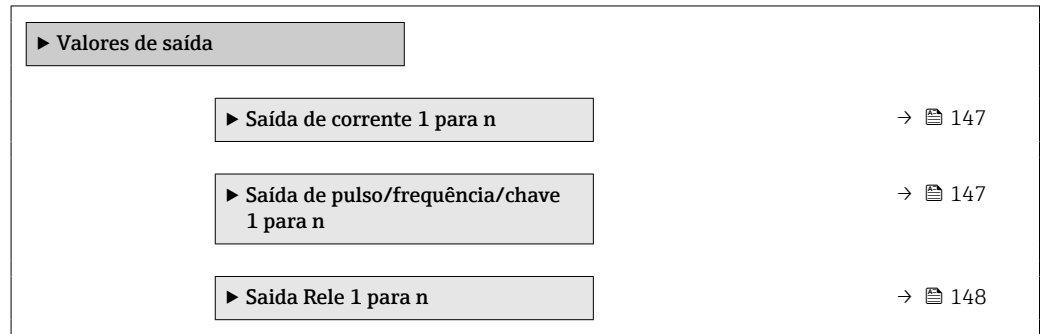 ▶ Valores de saída
▶ Saída de corrente 1 para n → 147
▶ Saída de pulso/frequência/chave → 147
1 para n
▶ Saida Rele 1 para n → 148